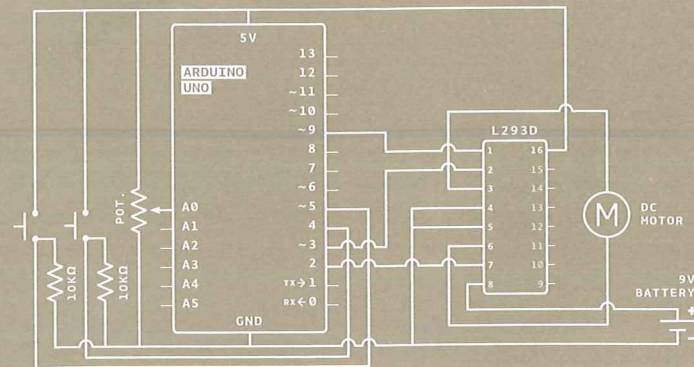 5V
ARDUINO
UNO
13
12
~11
~10
~9
8
7
~6
~5
4
~3
2
TX→1
RX←0
A0
A1
A2
A3
A4
A5
GND
POT.
10KΩ
10KΩ
L293D
1 16
2 15
3 14
4 13
5 12
6 11
7 10
8 9
M
DC
MOTOR
9V
BATTERY
+
-